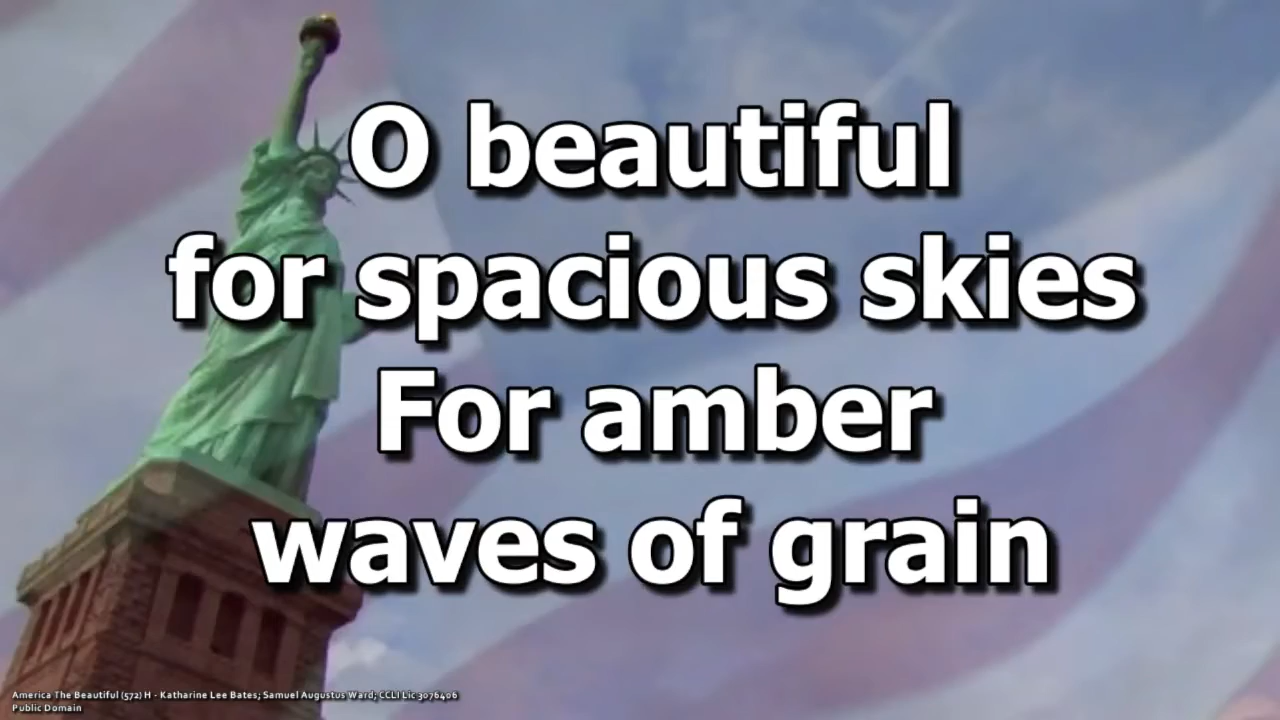 O beautiful
for spacious skies
For amber
waves of grain
America The Beautiful (572) H - Katharine Lee Bates; Samuel Augustus Ward; CCLI Lic 3076406
Public Domain